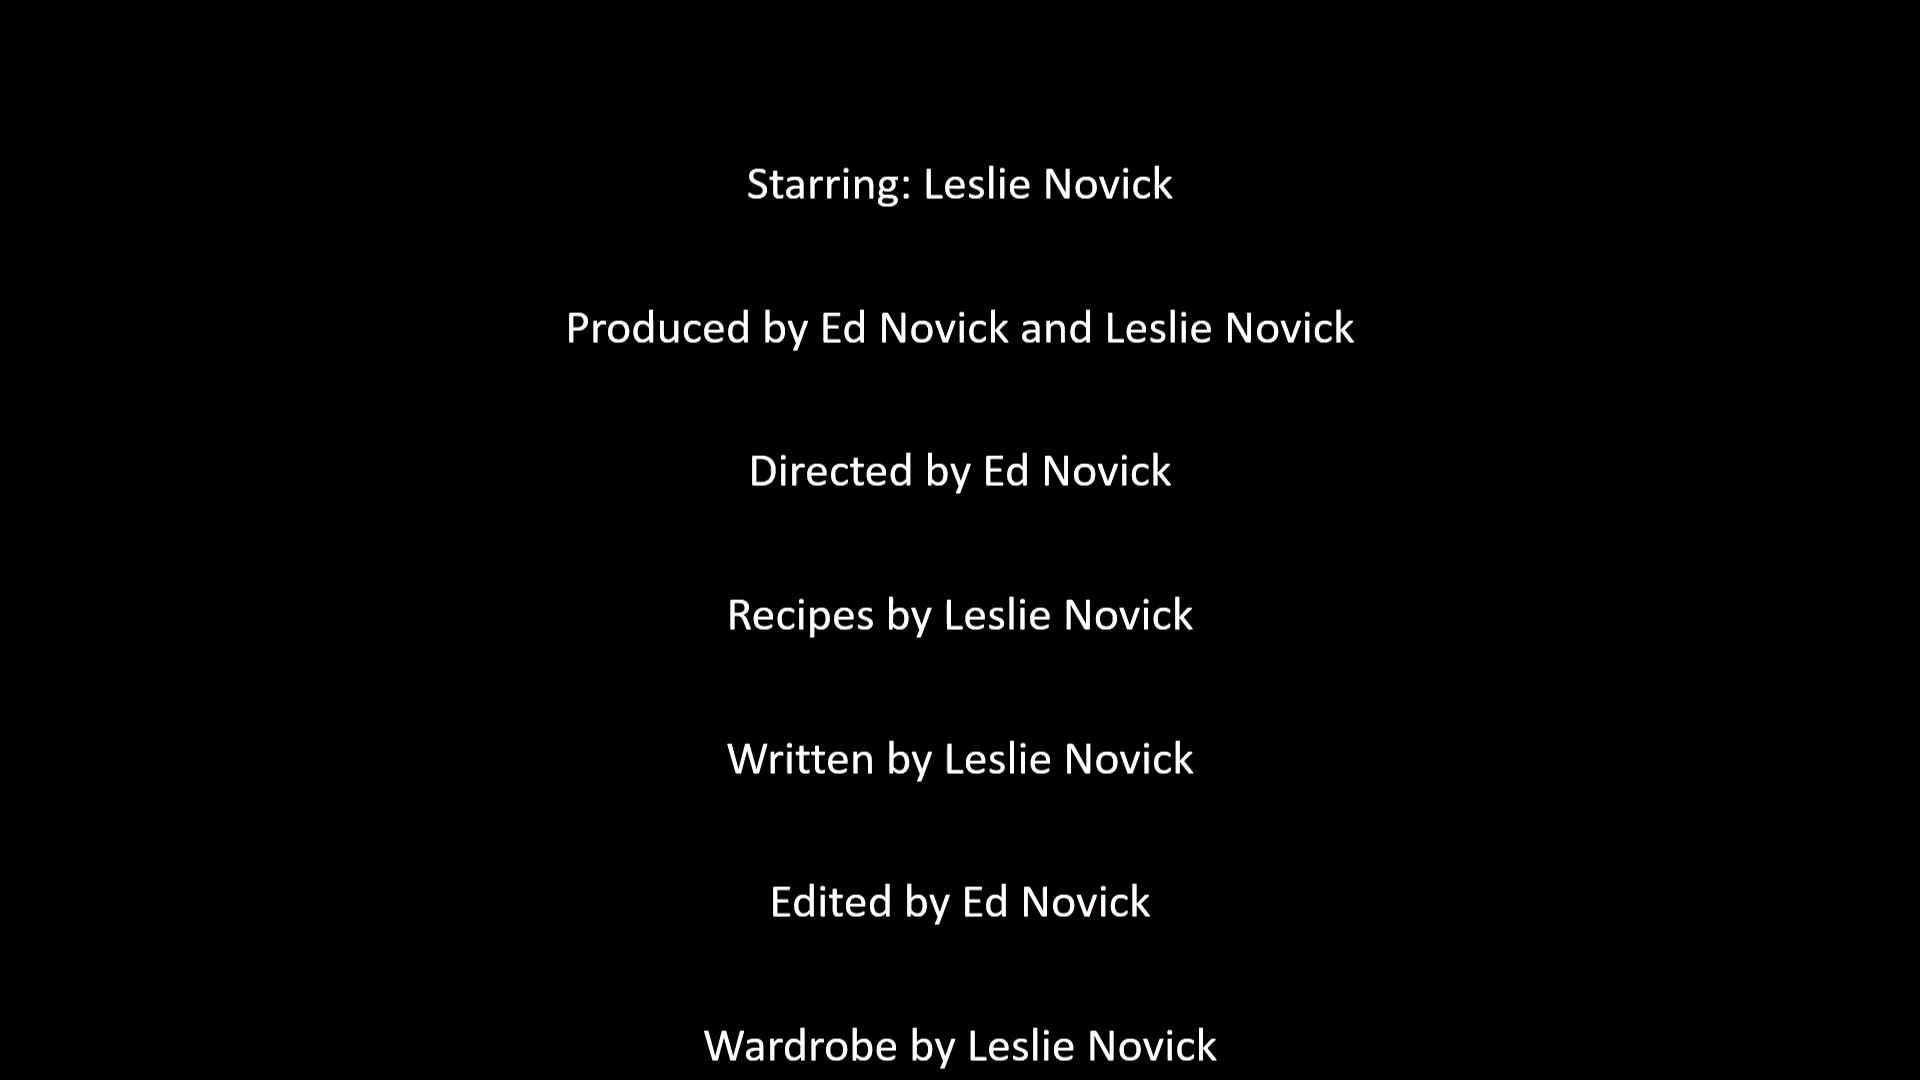 Starring: Leslie Novick
Produced by Ed Novick and Leslie Novick
Directed by Ed Novick
Recipes by Leslie Novick
Written by Leslie Novick
Edited by Ed Novick
Wardrobe by Leslie Novick